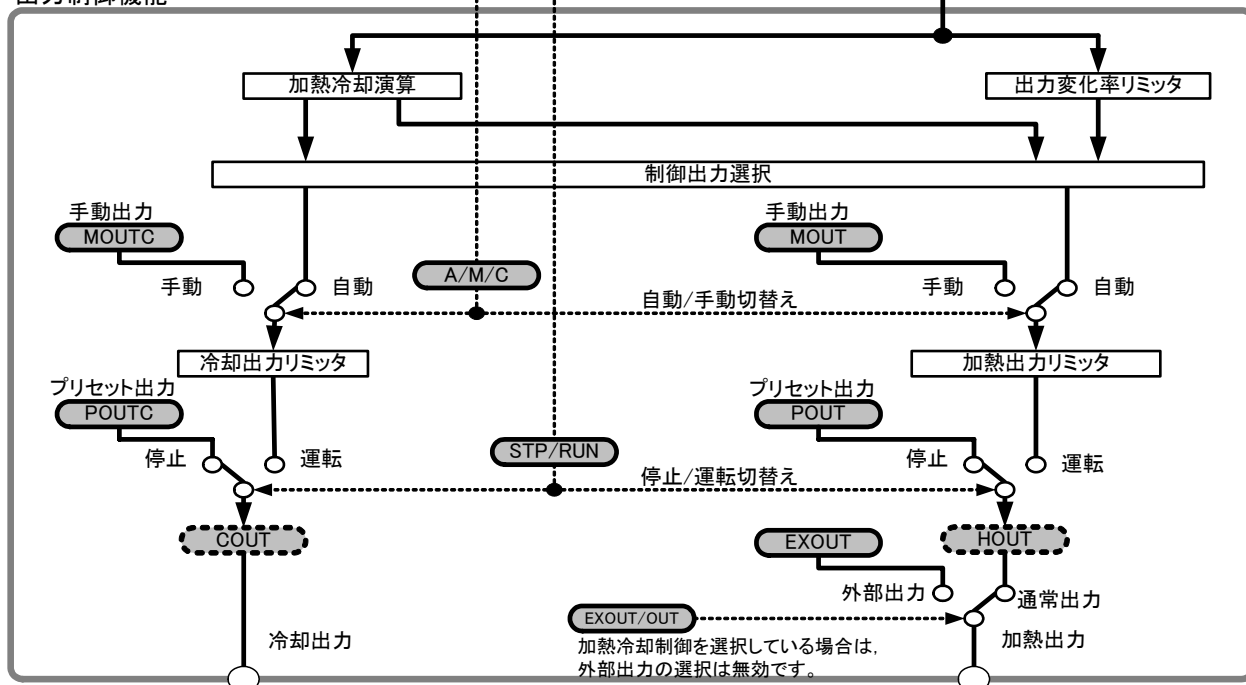 出力制御機能
加熱冷却演算
出力変化率リミッタ
制御出力選択
手動出力
MOUTC
手動出力
MOUT
A/M/C
手動
自動
手動
自動
自動/手動切替え
冷却出力リミッタ
加熱出力リミッタ
プリセット出力
POUTC
プリセット出力
POUT
STP/RUN
停止
運転
停止
運転
停止/運転切替え
COUT
EXOUT
HOUT
外部出力
通常出力
EXOUT/OUT
冷却出力
加熱出力
加熱冷却制御を選択している場合は,
外部出力の選択は無効です。